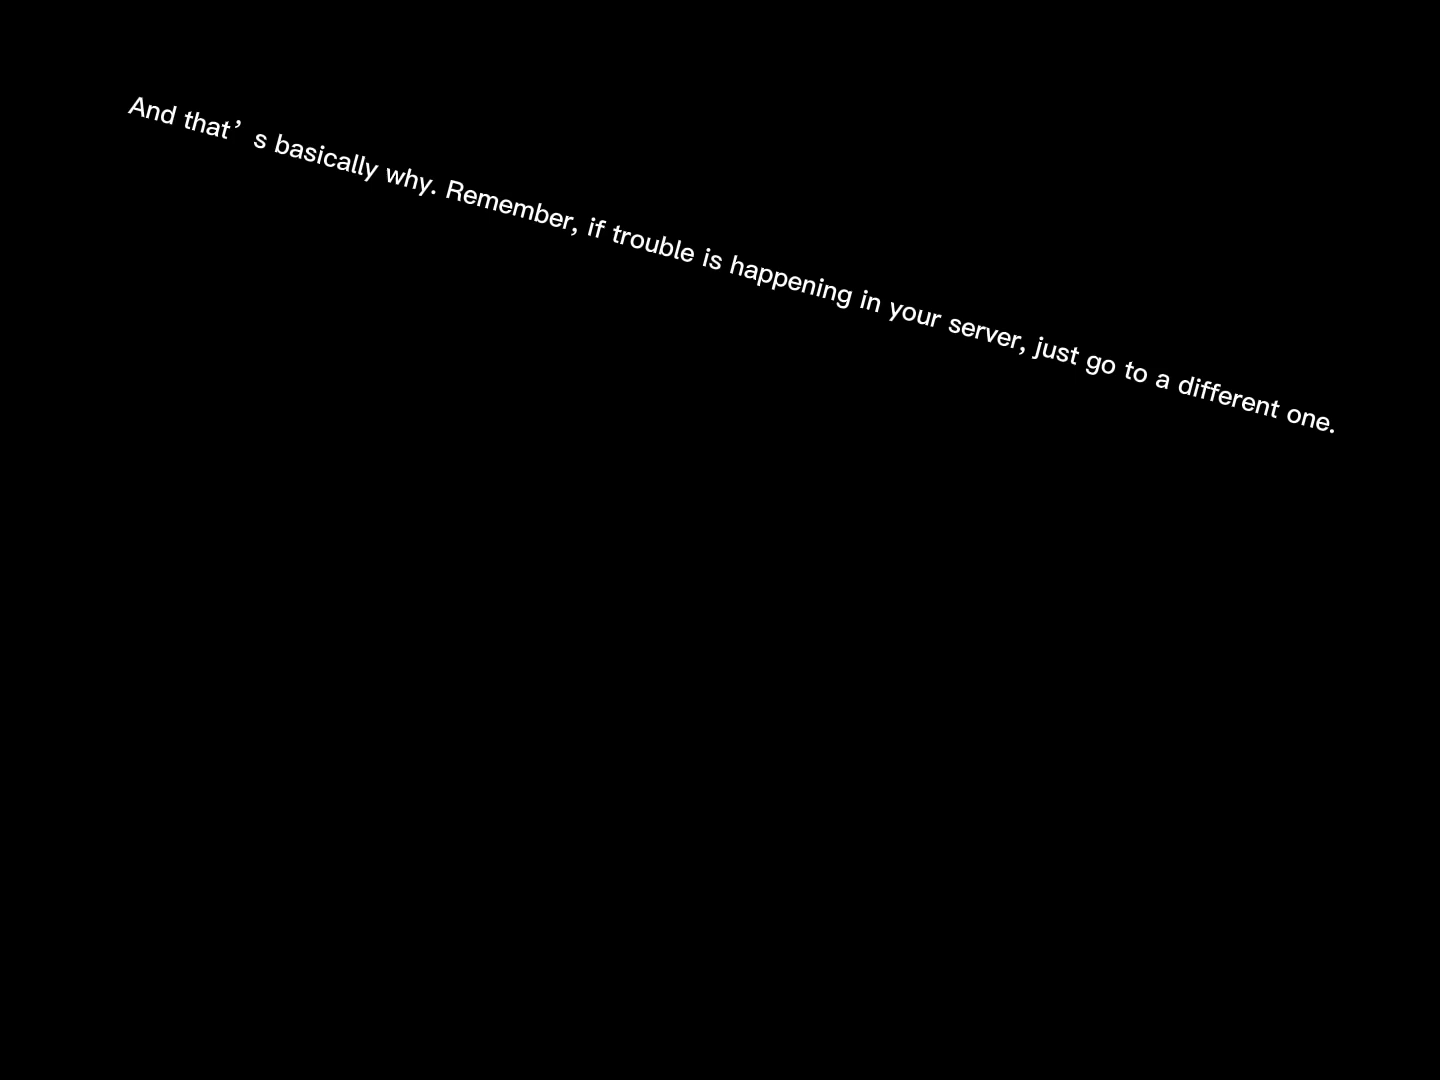 And that’s basically why. Remember, if trouble is happening in your server, just go to a different one.